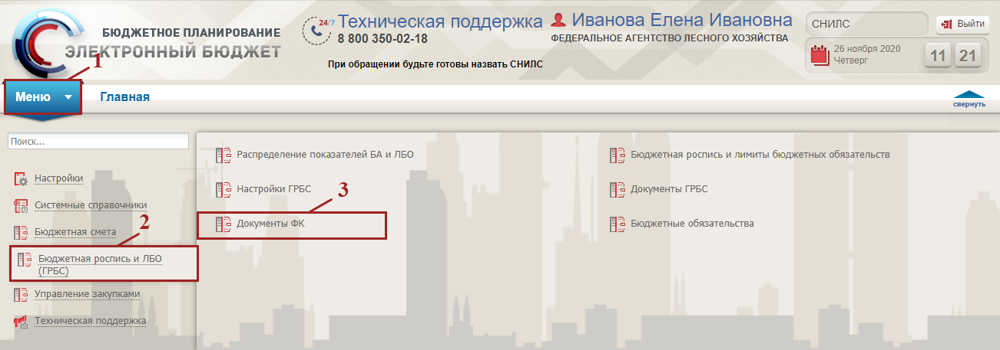 БЮДЖЕТНОЕ ПЛАНИРОВАНИЕ
ЭЛЕКТРОННЫЙ БЮДЖЕТ
24/7
Техническая поддержка
8 800 350-02-18
При обращении будьте готовы назвать СНИЛС
Иванова Елена Ивановна
ФЕДЕРАЛЬНОЕ АГЕНТСТВО ЛЕСНОГО ХОЗЯЙСТВА
СНИЛС
Выйти
26 ноября 2020
Четверг
11 21
1
Меню
Главная
свернуть
Поиск...
Настройки
Системные справочники
Бюджетная смета
2
Бюджетная роспись и ЛБО
(ГРБС)
Управление закупками
Техническая поддержка
Распределение показателей БА и ЛБО
Бюджетная роспись и лимиты бюджетных обязательств
Настройки ГРБС
3
Документы ГРБС
Документы ФК
Бюджетные обязательства